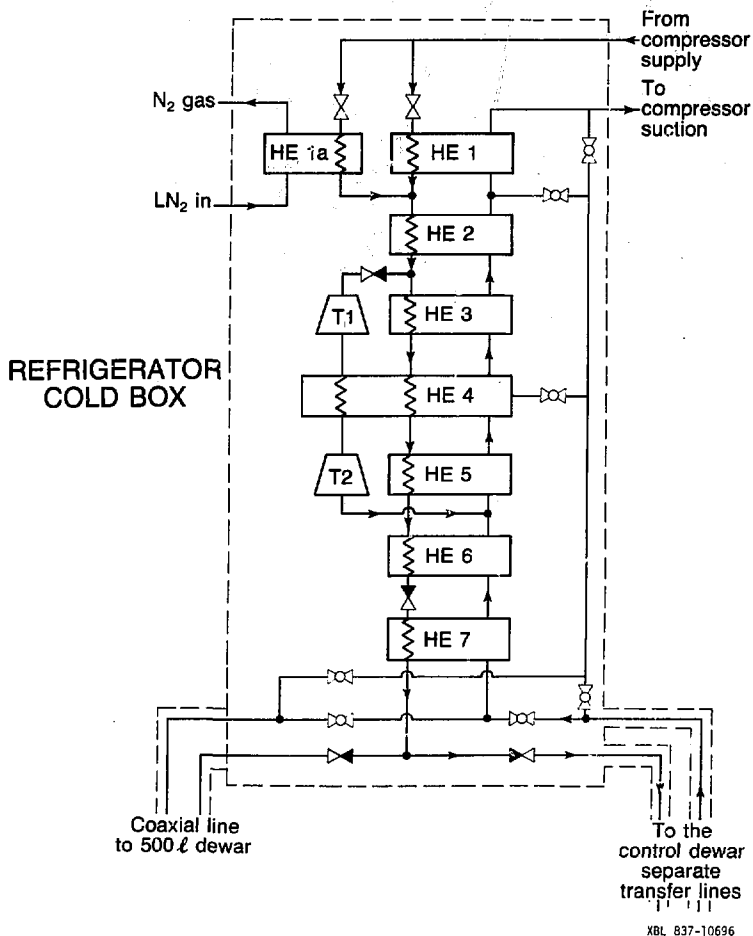 From
compressor
supply
To
compressor
suction
N₂ gas
HE 1a
HE 1
LN₂ in
HE 2
T1
HE 3
REFRIGERATOR
COLD BOX
HE 4
T2
HE 5
HE 6
HE 7
Coaxial line
to 500 ℓ dewar
To the
control dewar
separate
transfer lines
XBL 837-10696